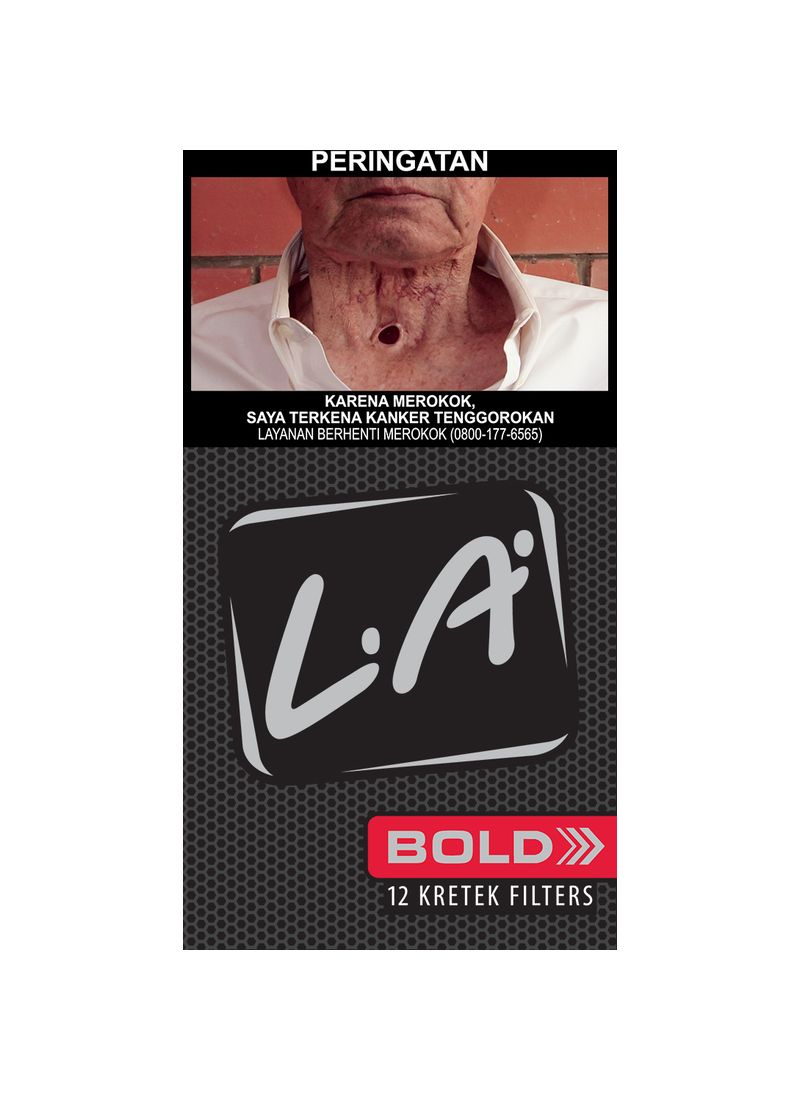 PERINGATAN
KARENA MEROKOK,
SAYA TERKENA KANKER TENGGOROKAN
LAYANAN BERHENTI MEROKOK (0800-177-6565)
L.A.
BOLD
12 KRETEK FILTERS